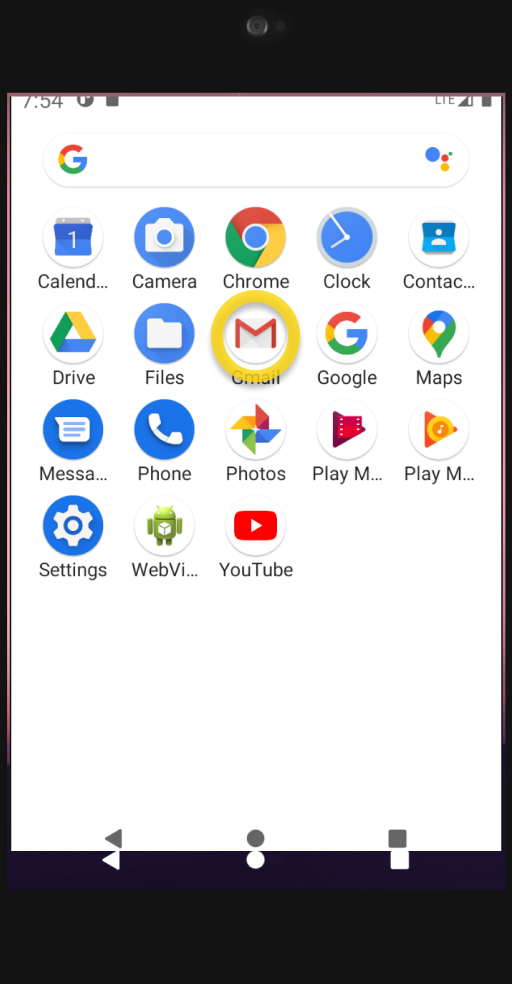 7:54 LTE
Calend... Camera Chrome Clock Contac...
Drive Files Gmail Google Maps
Messa... Phone Photos Play M... Play M...
Settings WebVi... YouTube